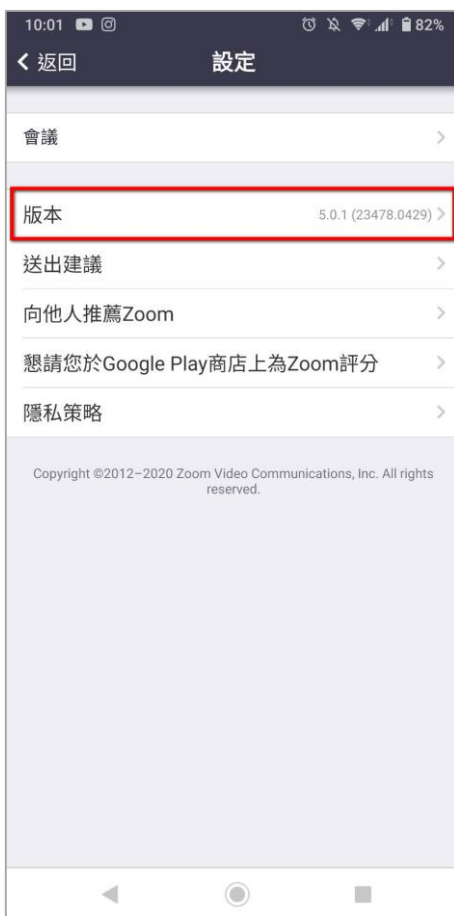 10:01 82%
返回 設定
會議
版本 5.0.1 (23478.0429)
送出建議
向他人推薦Zoom
懇請您於Google Play商店上為Zoom評分
隱私策略
Copyright ©2012–2020 Zoom Video Communications, Inc. All rights
reserved.